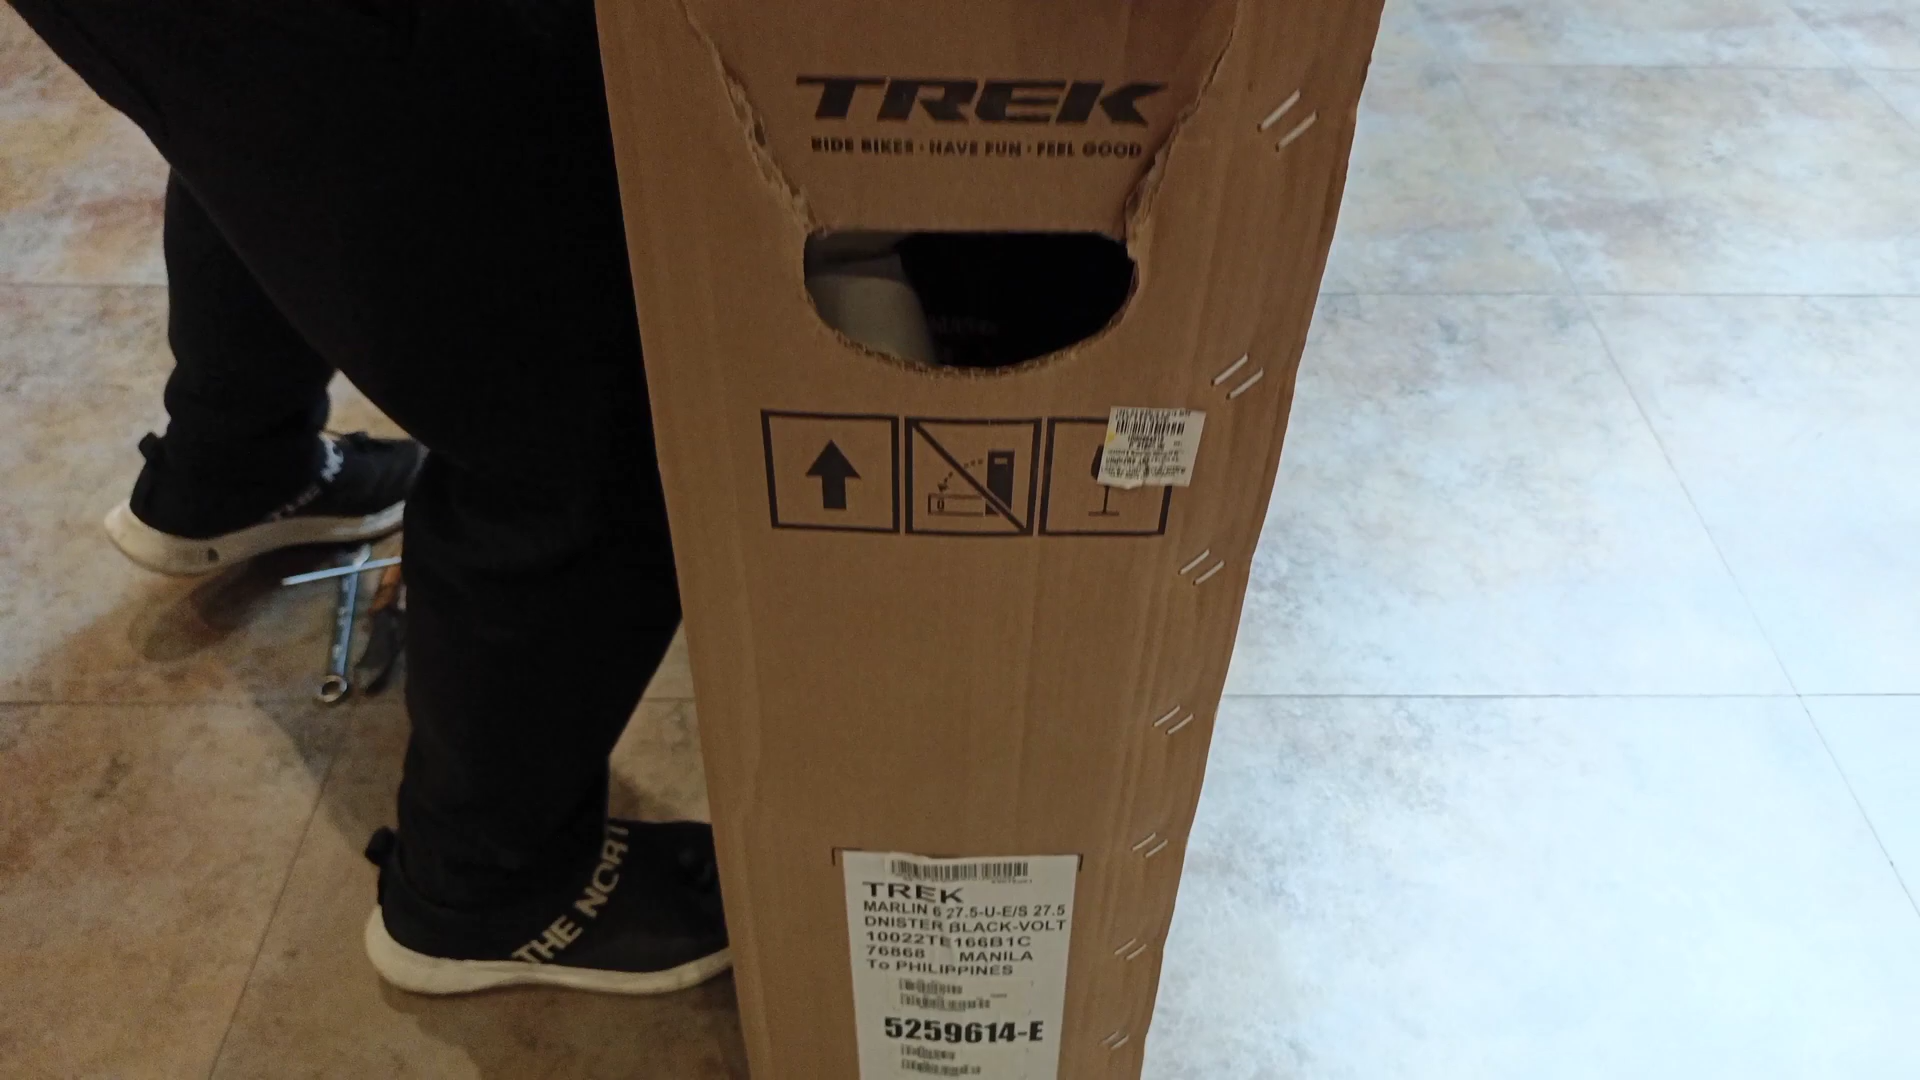 TREK
RIDE BIKES · HAVE FUN · FEEL GOOD
TREK
MARLIN 6 27.5-U-E/S 27.5
DNISTER BLACK-VOLT
10022TE166B1C
76868 MANILA
To PHILIPPINES
5259614-E
THE NORT